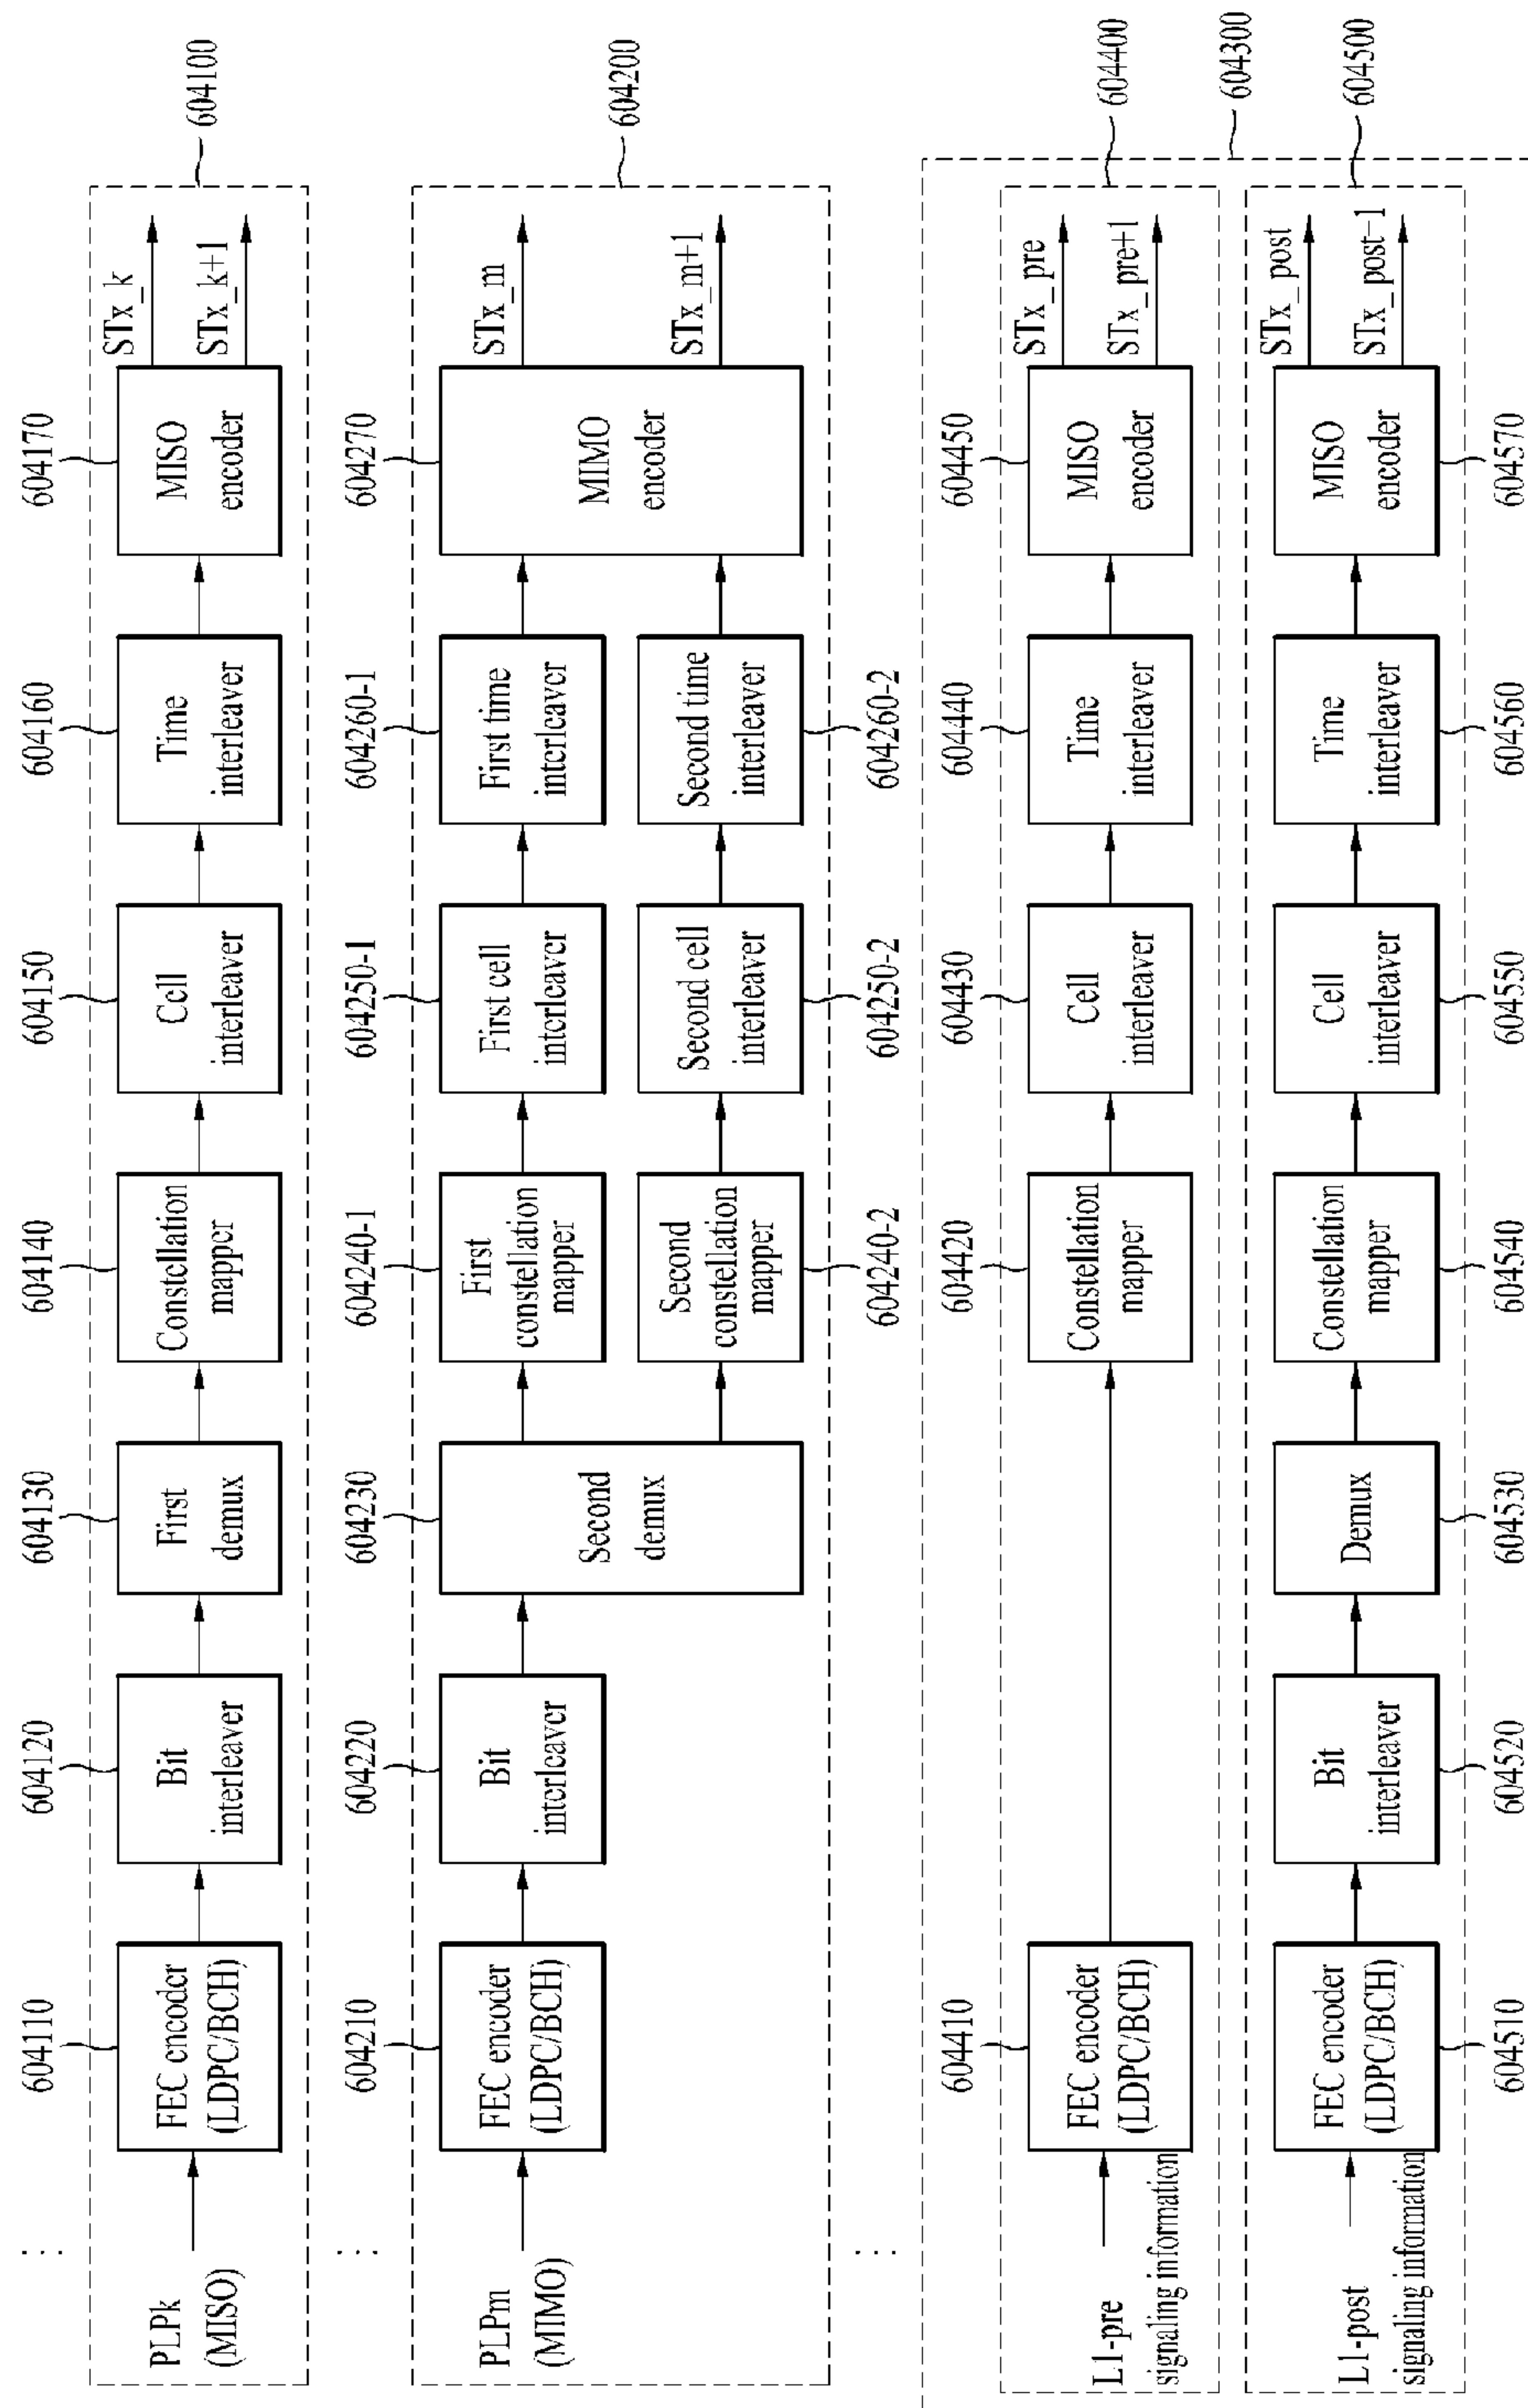 604110
604120
604130
604140
604150
604160
604170
604100
⋮
PLPk
(MISO)
FEC encoder
(LDPC/BCH)
Bit
interleaver
First
demux
Constellation
mapper
Cell
interleaver
Time
interleaver
MISO
encoder
STx_k
STx_k+1
604210
604220
604230
604240-1
604250-1
604260-1
604270
604200
⋮
PLPm
(MIMO)
FEC encoder
(LDPC/BCH)
Bit
interleaver
Second
demux
First
constellation
mapper
First cell
interleaver
First time
interleaver
MIMO
encoder
STx_m
STx_m+1
Second
constellation
mapper
Second cell
interleaver
Second time
interleaver
604240-2
604250-2
604260-2
⋮
604410
604420
604430
604440
604450
604400
604300
L1-pre
signaling information
FEC encoder
(LDPC/BCH)
Constellation
mapper
Cell
interleaver
Time
interleaver
MISO
encoder
STx_pre
STx_pre+1
604500
L1-post
signaling information
FEC encoder
(LDPC/BCH)
Bit
interleaver
Demux
Constellation
mapper
Cell
interleaver
Time
interleaver
MISO
encoder
STx_post
STx_post+1
604510
604520
604530
604540
604550
604560
604570